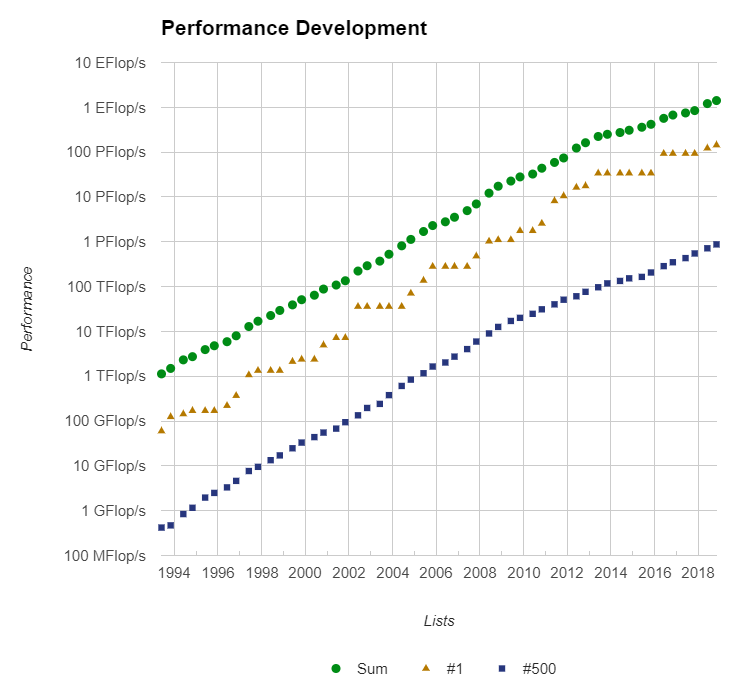 Performance Development
10 EFlop/s
1 EFlop/s
100 PFlop/s
10 PFlop/s
1 PFlop/s
100 TFlop/s
10 TFlop/s
1 TFlop/s
100 GFlop/s
10 GFlop/s
1 GFlop/s
100 MFlop/s
Performance
1994 1996 1998 2000 2002 2004 2006 2008 2010 2012 2014 2016 2018
Lists
Sum #1 #500